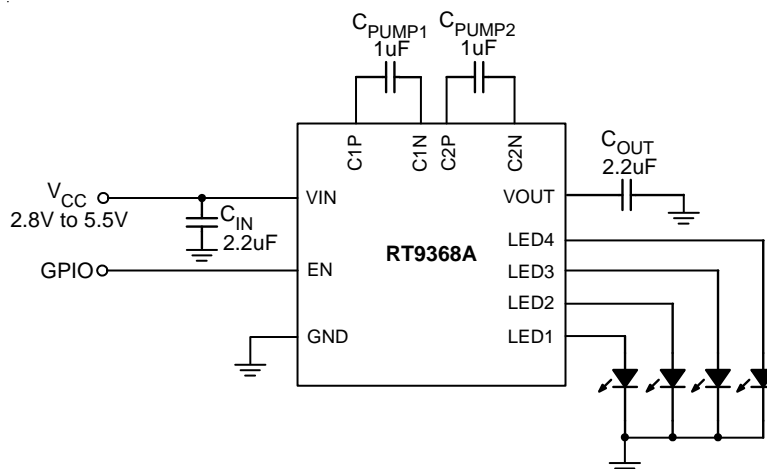 CPUMP1
1uF
CPUMP2
1uF
C1P
C1N
C2P
C2N
COUT
2.2uF
VCC
2.8V to 5.5V
VIN
VOUT
CIN
2.2uF
LED4
RT9368A
GPIO
EN
LED3
LED2
GND
LED1